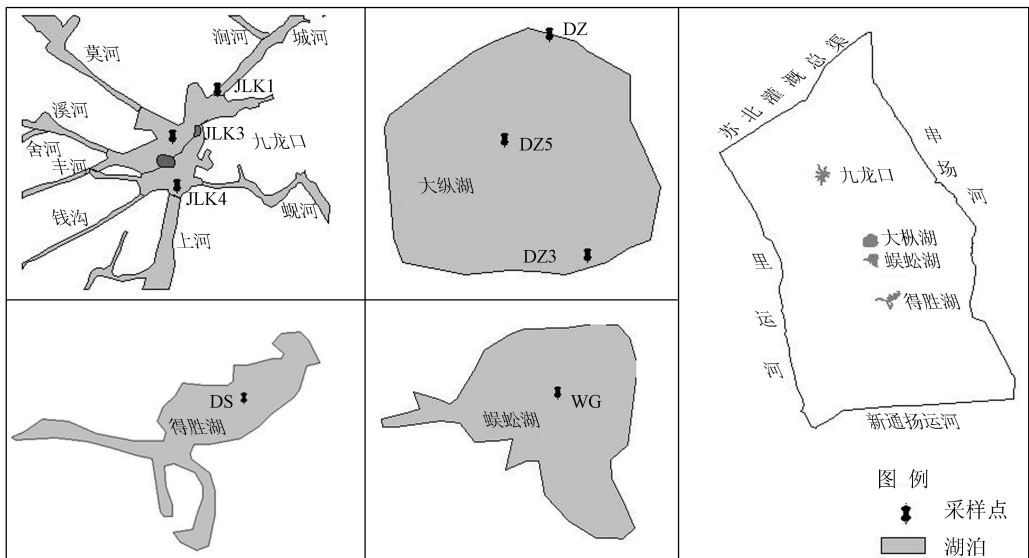 涧河
城河
莫河
JLK1
溪河
JLK3
舍河
九龙口
丰河
JLK4
钱沟
蚬河
上河
DZ
DZ5
大纵湖
DZ3
DS
得胜湖
WG
蜈蚣湖
苏北灌溉总渠
串场河
九龙口
大枞湖
蜈蚣湖
得胜湖
里运河
新通扬运河
图 例
采样点
湖泊